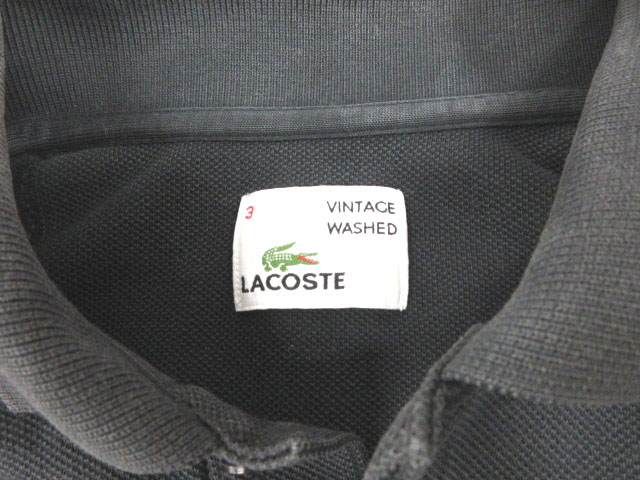 3
VINTAGE
WASHED
LACOSTE